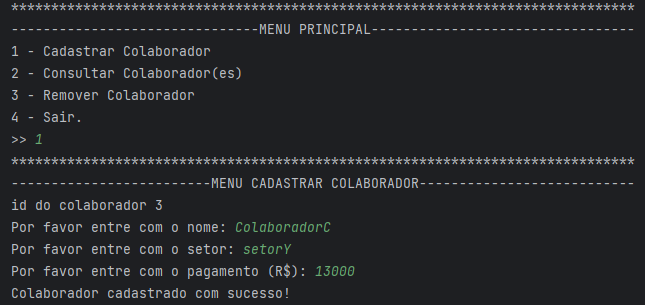 ******************************************************************************
-------------------------------MENU PRINCIPAL---------------------------------
1 - Cadastrar Colaborador
2 - Consultar Colaborador(es)
3 - Remover Colaborador
4 - Sair.
>> 1
******************************************************************************
-------------------------MENU CADASTRAR COLABORADOR---------------------------
id do colaborador 3
Por favor entre com o nome: ColaboradorC
Por favor entre com o setor: setorY
Por favor entre com o pagamento (R$): 13000
Colaborador cadastrado com sucesso!